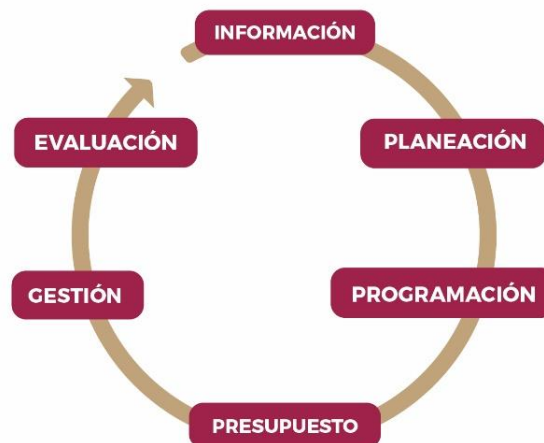 INFORMACIÓN
PLANEACIÓN
PROGRAMACIÓN
PRESUPUESTO
GESTIÓN
EVALUACIÓN